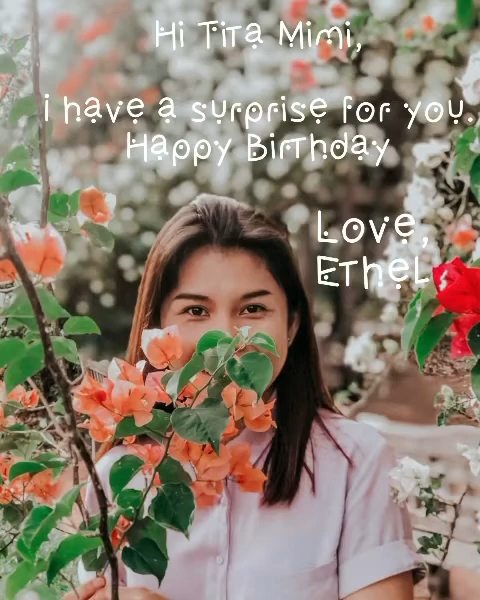 Hi Tita Mimi,
i have a surprise for you.
Happy Birthday
Love,
Ethel